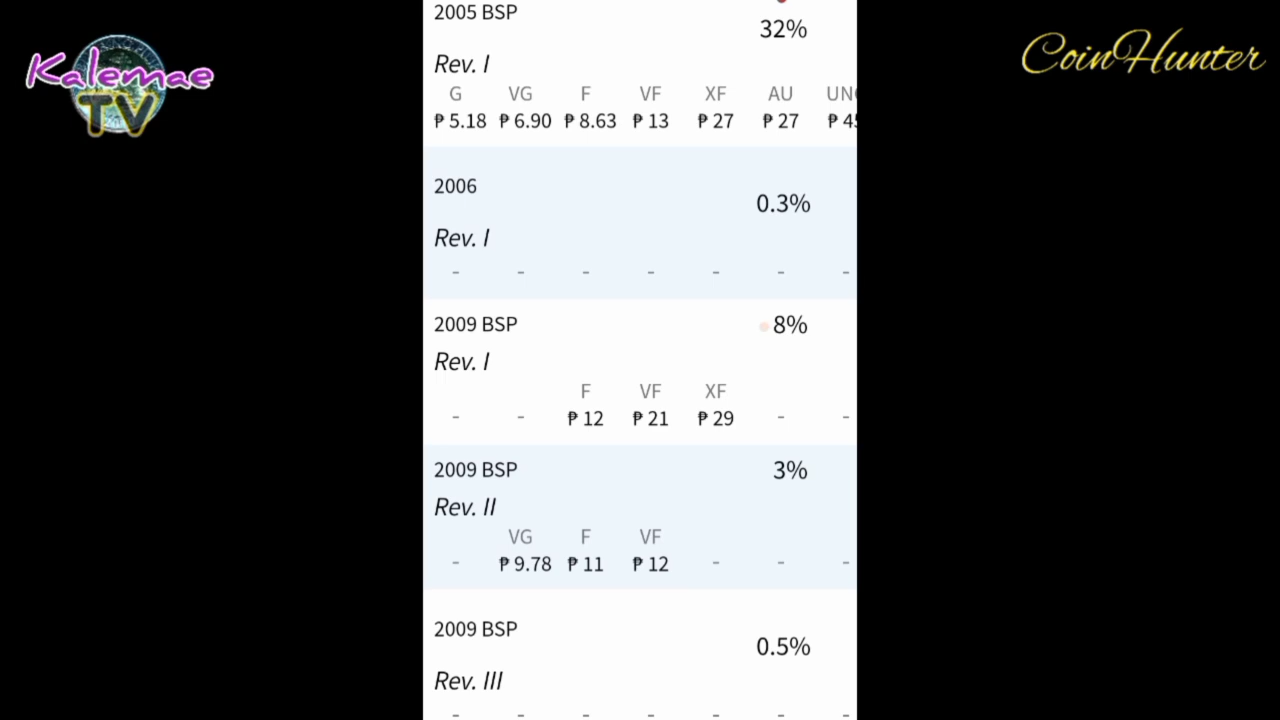 Kalemae
TV
CoinHunter
2005 BSP
32%
Rev. I
G VG F VF XF AU UNC
₱ 5.18 ₱ 6.90 ₱ 8.63 ₱ 13 ₱ 27 ₱ 27 ₱ 45
2006
0.3%
Rev. I
- - - - - - -
2009 BSP
8%
Rev. I
F VF XF
- - ₱ 12 ₱ 21 ₱ 29 - -
2009 BSP
3%
Rev. II
VG F VF
- ₱ 9.78 ₱ 11 ₱ 12 - - -
2009 BSP
0.5%
Rev. III
- - - - - - -